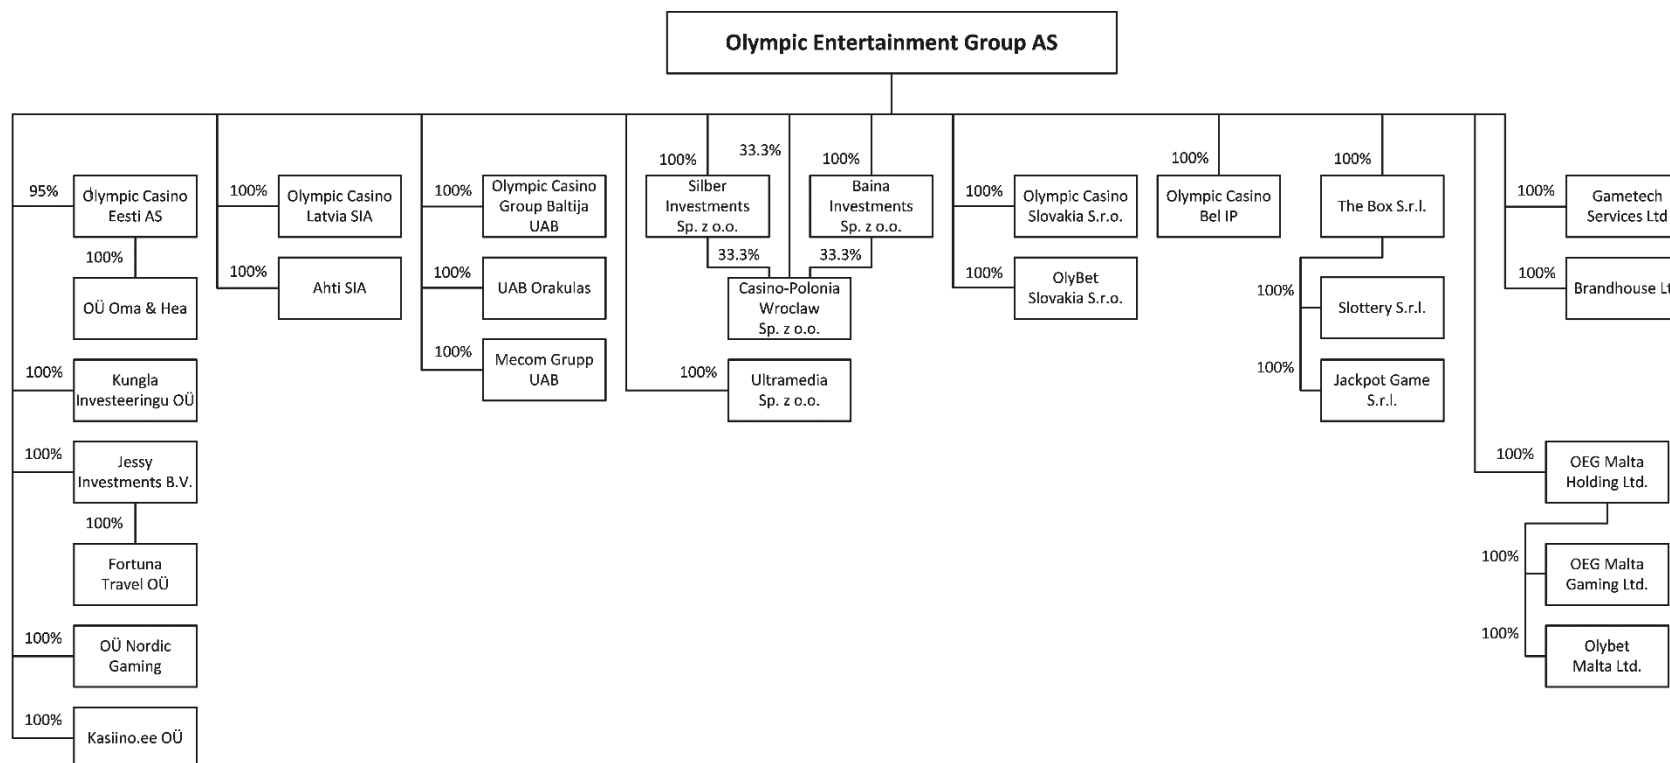 Olympic Entertainment Group AS
95%
Olympic Casino
Eesti AS
100%
OÜ Oma & Hea
100%
Kungla
Investeeringu OÜ
100%
Jessy
Investments B.V.
100%
Fortuna
Travel OÜ
100%
OÜ Nordic
Gaming
100%
Kasiino.ee OÜ
100%
Olympic Casino
Latvia SIA
100%
Ahti SIA
100%
Olympic Casino
Group Baltija
UAB
100%
UAB Orakulas
100%
Mecom Grupp
UAB
100%
Silber
Investments
Sp. z o.o.
33.3%
33.3%
100%
Baina
Investments
Sp. z o.o.
33.3%
Casino-Polonia
Wroclaw
Sp. z o.o.
100%
Ultramedia
Sp. z o.o.
100%
Olympic Casino
Slovakia S.r.o.
100%
OlyBet
Slovakia S.r.o.
100%
Olympic Casino
Bel IP
100%
The Box S.r.l.
100%
Slottery S.r.l.
100%
Jackpot Game
S.r.l.
100%
Gametech
Services Ltd
100%
Brandhouse Lt
100%
OEG Malta
Holding Ltd.
100%
OEG Malta
Gaming Ltd.
100%
Olybet
Malta Ltd.